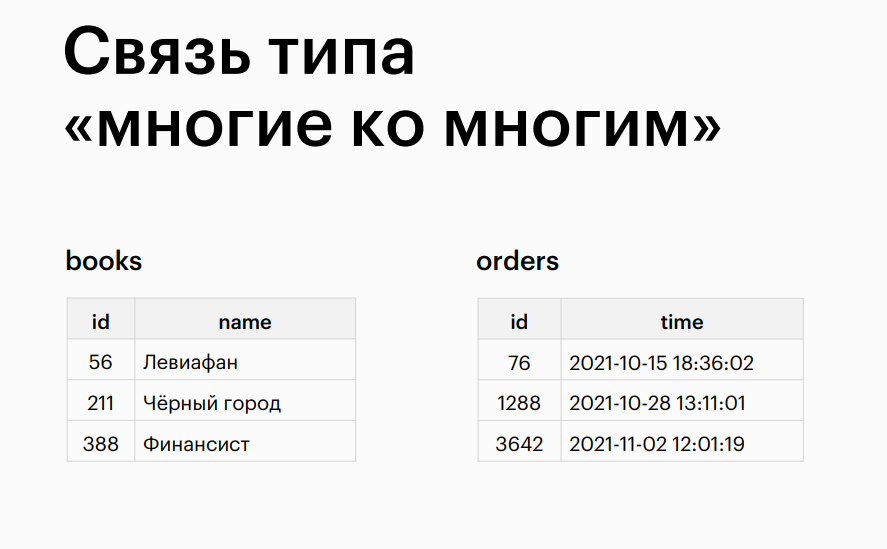 Связь типа
«многие ко многим»
books
id name
56 Левиафан
211 Чёрный город
388 Финансист
orders
id time
76 2021-10-15 18:36:02
1288 2021-10-28 13:11:01
3642 2021-11-02 12:01:19